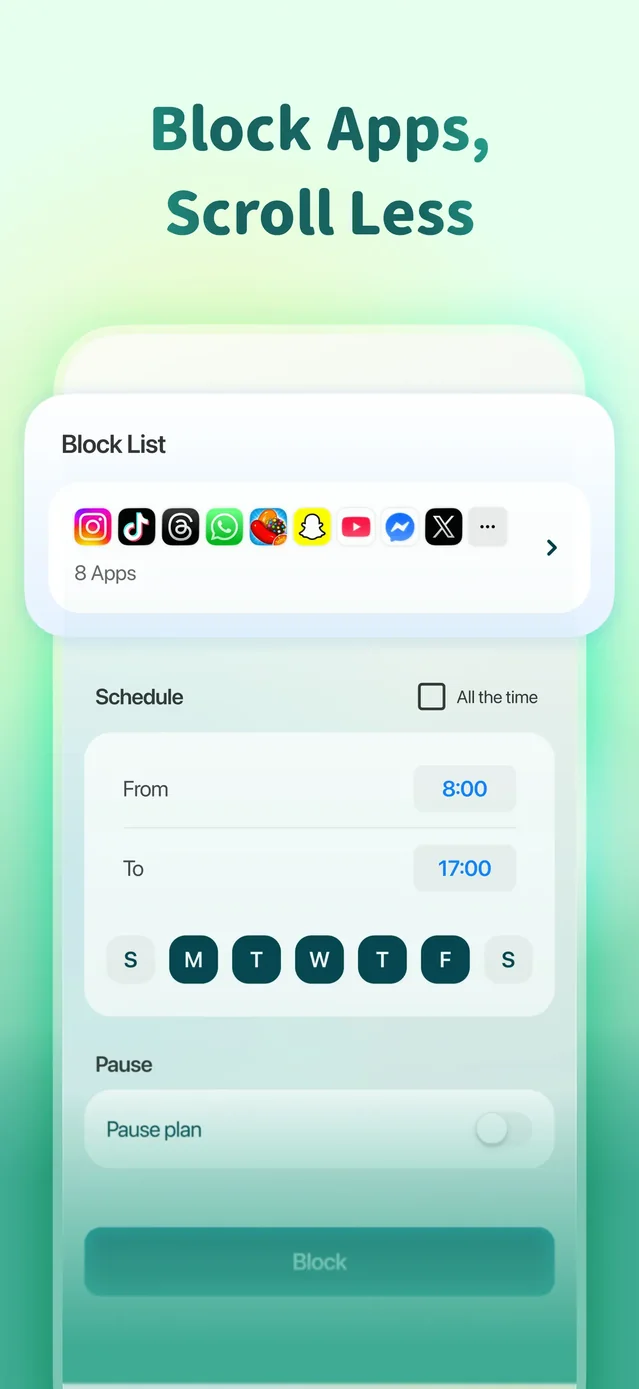 Block Apps,
Scroll Less
Block List
...
8 Apps
Schedule
All the time
From
8:00
To
17:00
S M T W T F S
Pause
Pause plan
Block